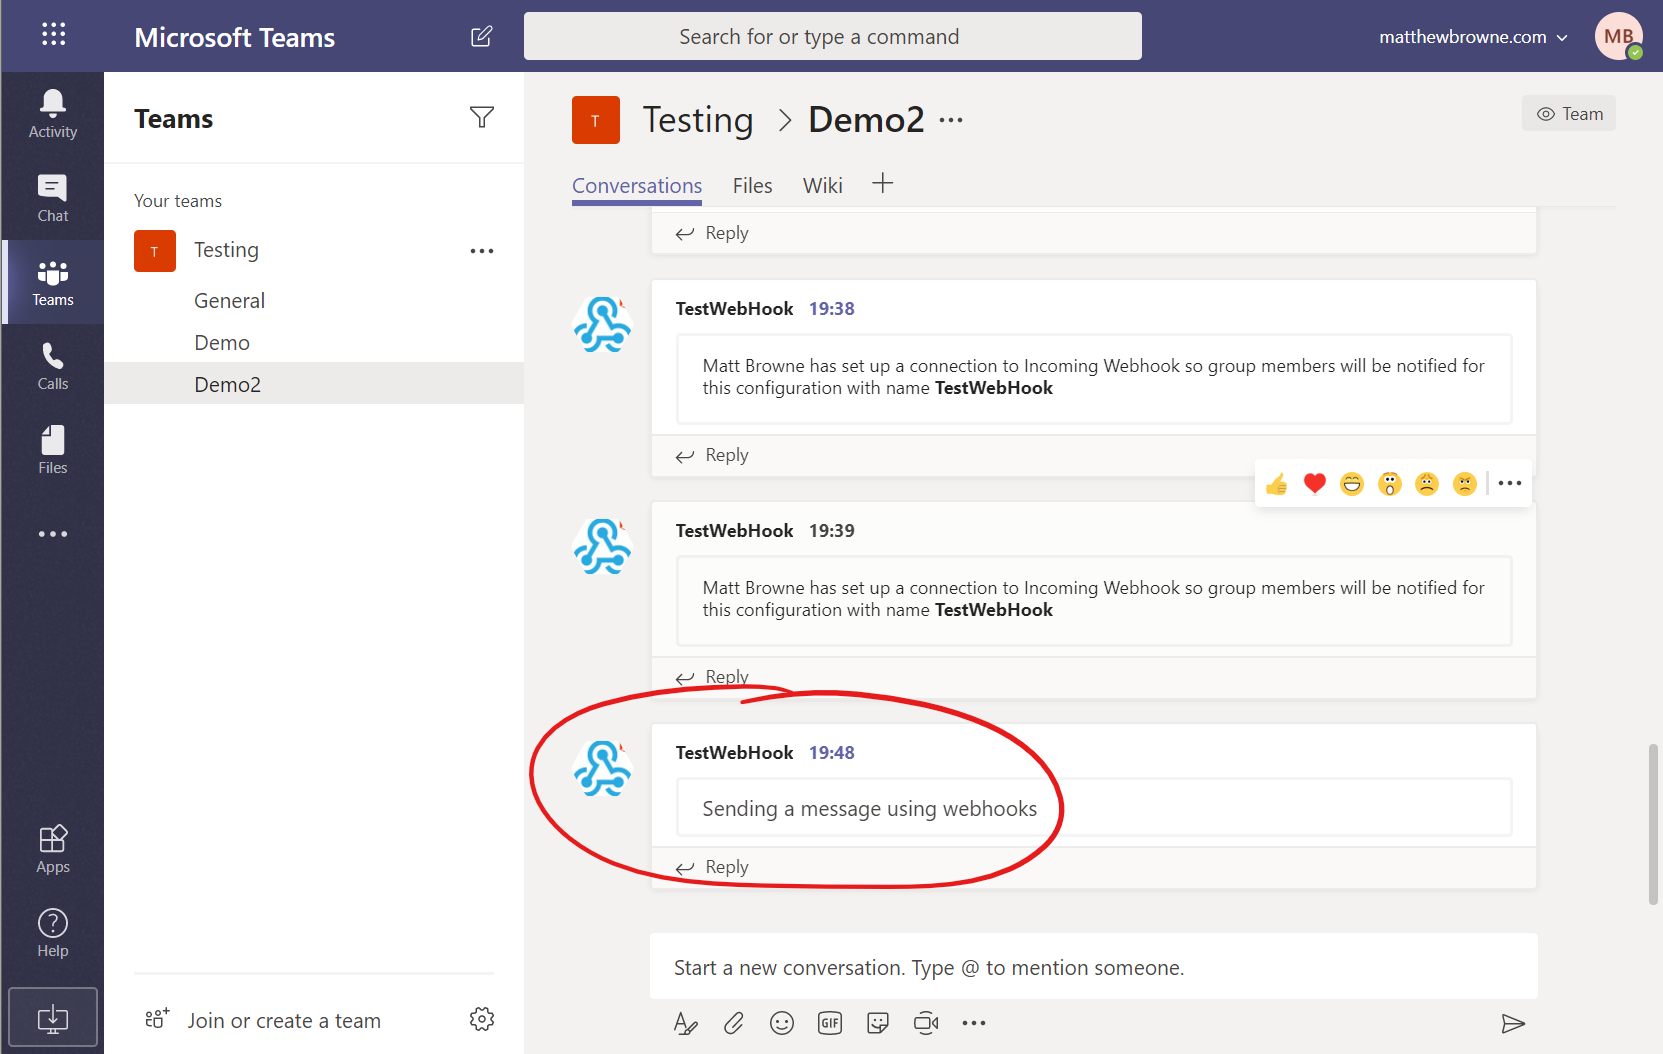 Microsoft Teams
Search for or type a command
matthewbrowne.com
MB
Activity
Chat
Teams
Calls
Files
Apps
Help
Teams
Your teams
T
Testing
General
Demo
Demo2
Join or create a team
T
Testing > Demo2
Team
Conversations
Files
Wiki
Reply
TestWebHook 19:38
Matt Browne has set up a connection to Incoming Webhook so group members will be notified for
this configuration with name TestWebHook
Reply
TestWebHook 19:39
Matt Browne has set up a connection to Incoming Webhook so group members will be notified for
this configuration with name TestWebHook
Reply
TestWebHook 19:48
Sending a message using webhooks
Reply
Start a new conversation. Type @ to mention someone.
GIF